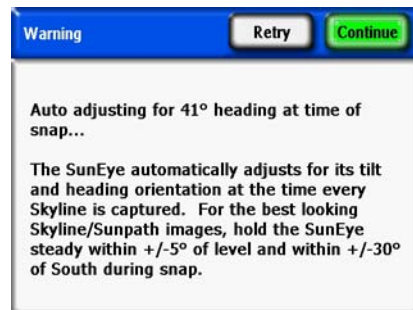 Warning
Retry
Continue
Auto adjusting for 41° heading at time of
snap...
The SunEye automatically adjusts for its tilt
and heading orientation at the time every
Skyline is captured. For the best looking
Skyline/Sunpath images, hold the SunEye
steady within +/-5° of level and within +/-30°
of South during snap.